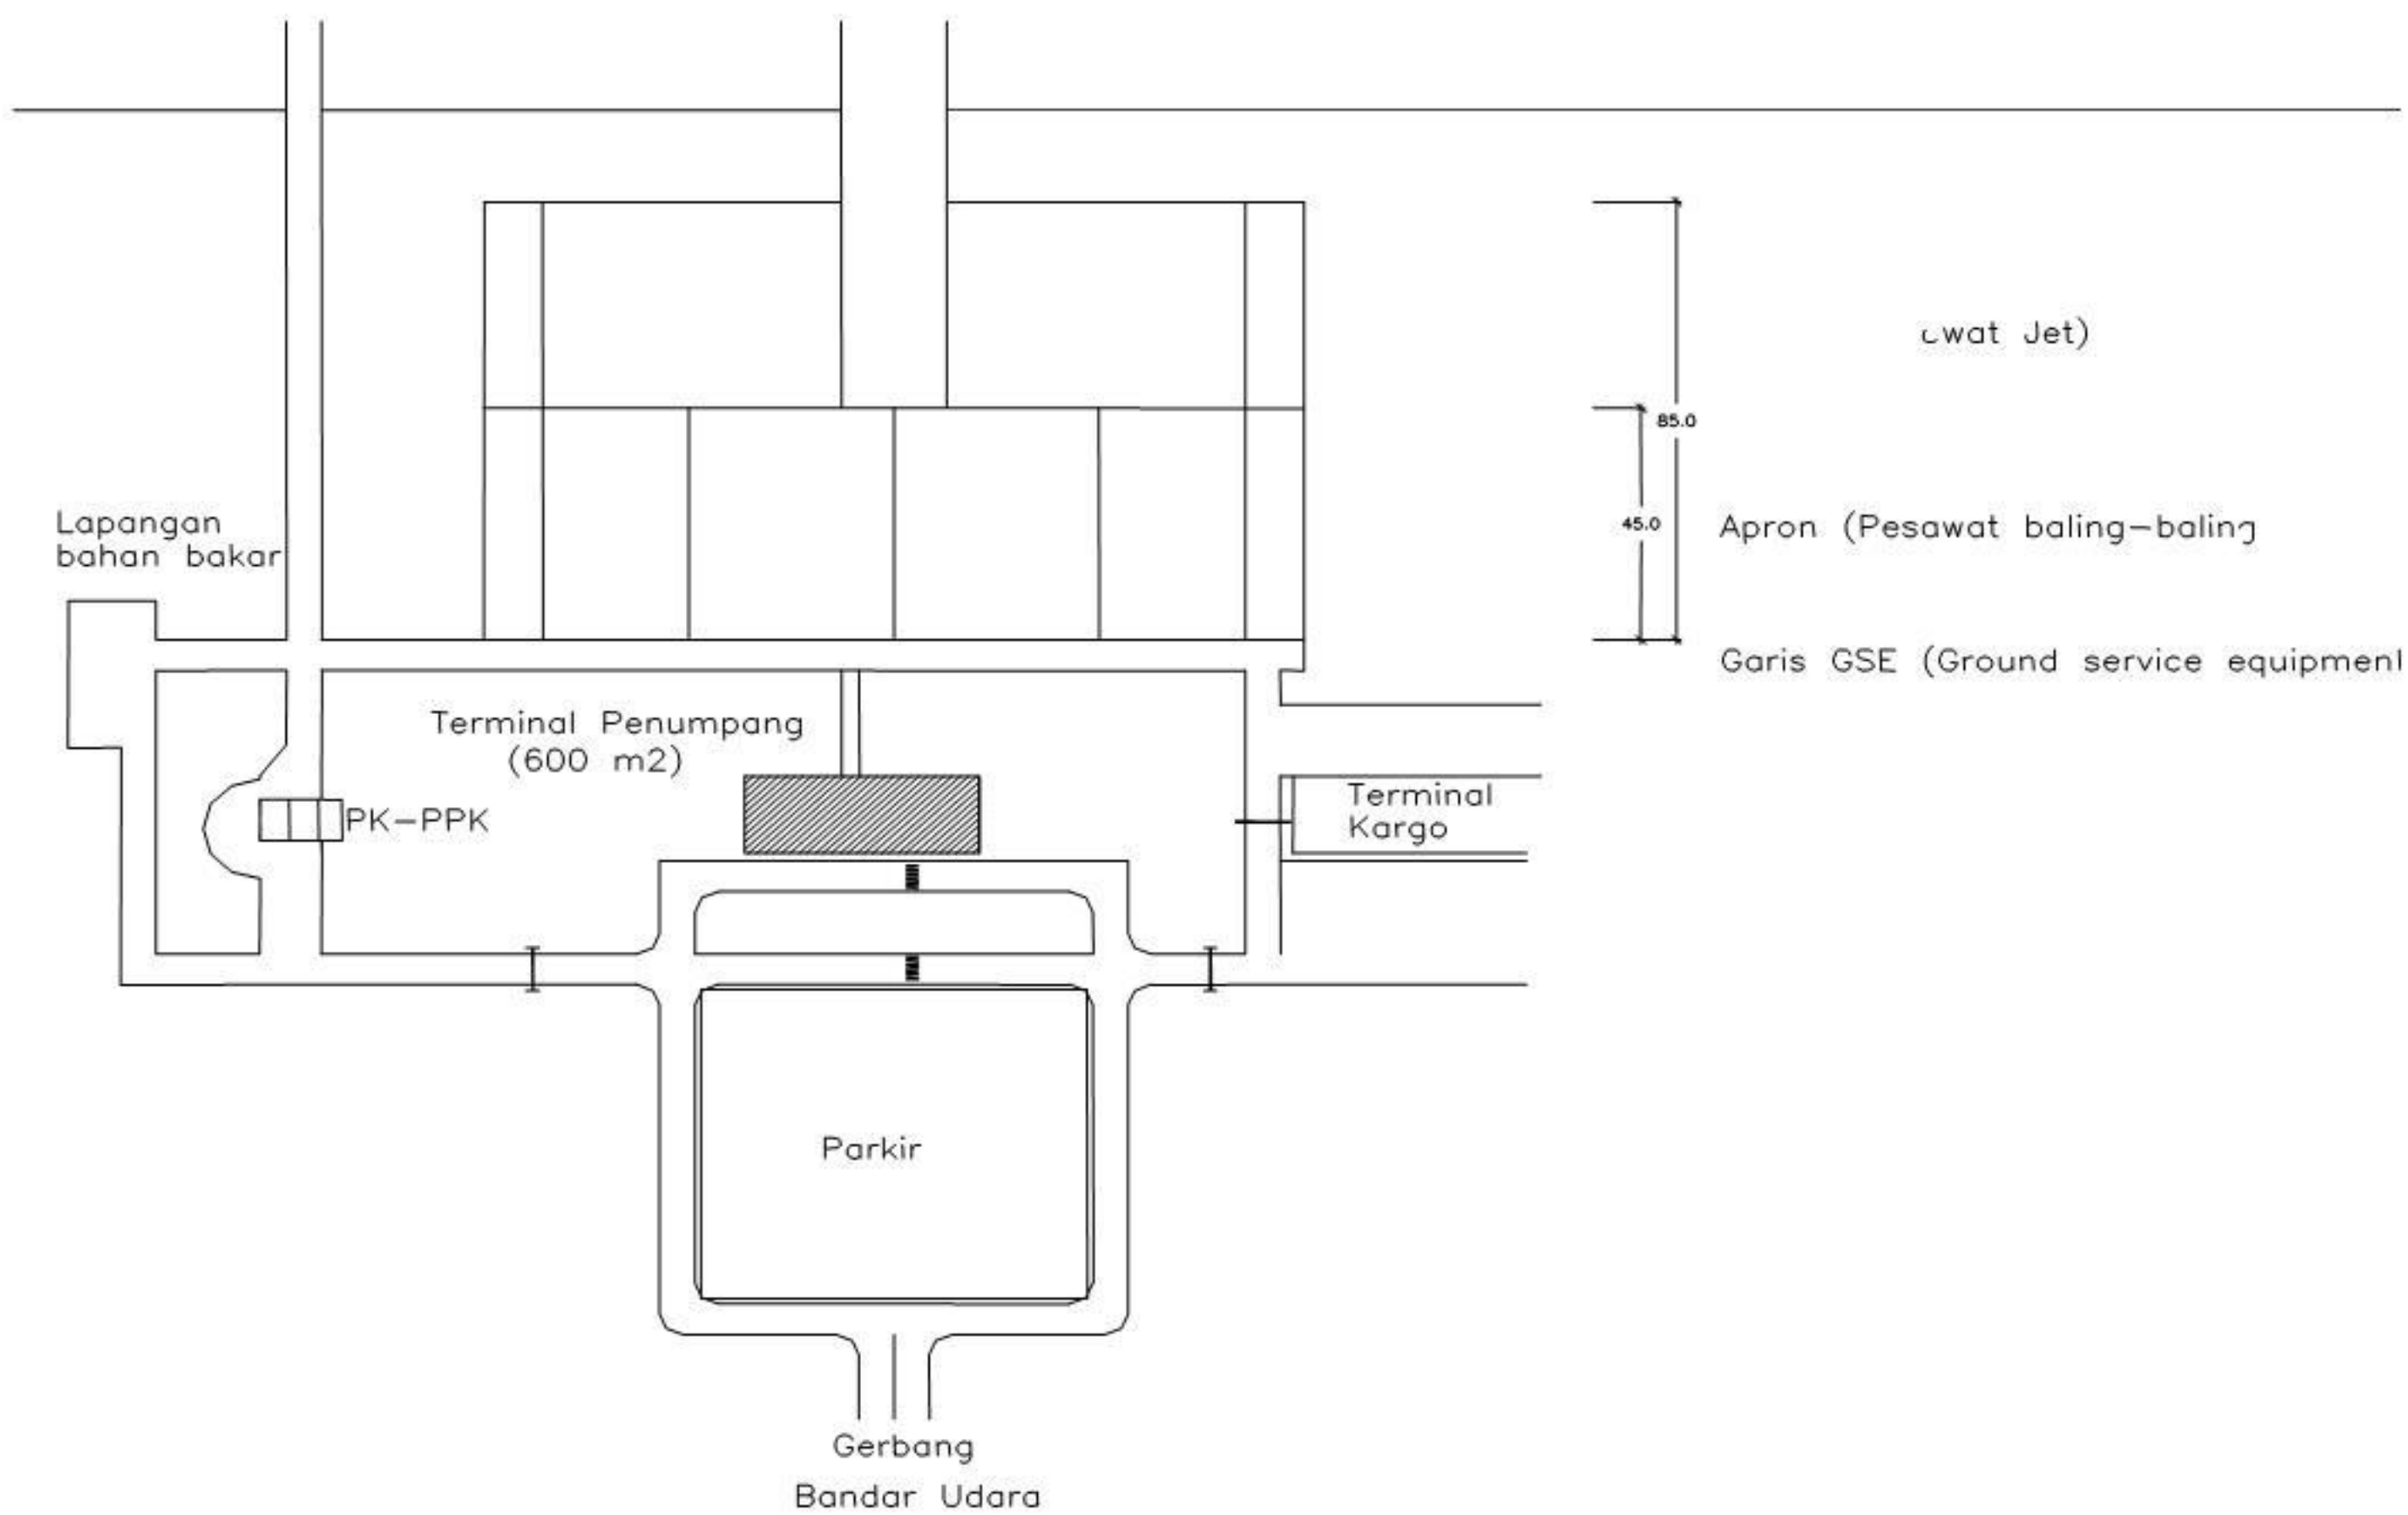 Jet)
85.0
Lapangan
bahan bakar
45.0
Apron (Pesawat baling-baling
Garis GSE (Ground service
Terminal Penumpang
(600 m2)
PK-PPK
Terminal
Kargo
Parkir
Gerbang
Bandar Udara